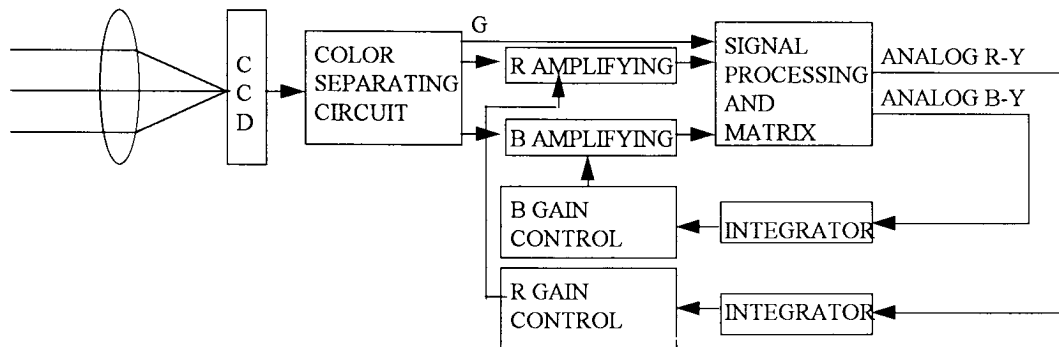 G
C
C
D
COLOR
SEPARATING
CIRCUIT
R AMPLIFYING
B AMPLIFYING
SIGNAL
PROCESSING
AND
MATRIX
ANALOG R-Y
ANALOG B-Y
B GAIN
CONTROL
INTEGRATOR
R GAIN
CONTROL
INTEGRATOR